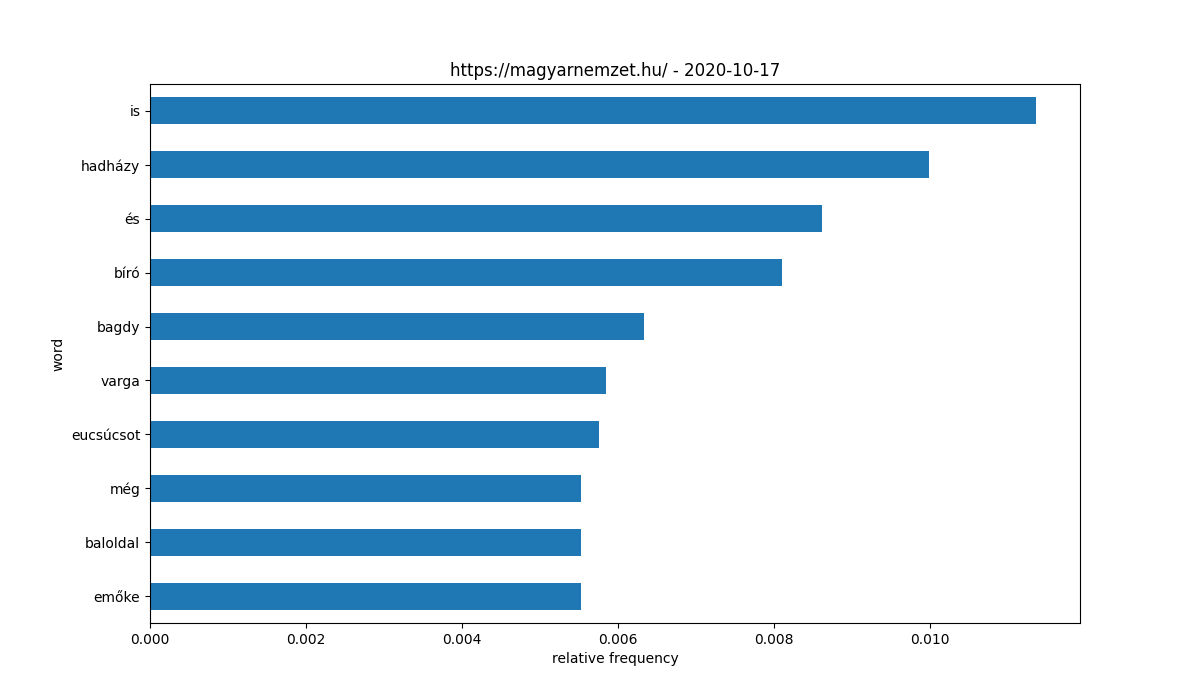 https://magyarnemzet.hu/ - 2020-10-17
word
is
hadházy
és
bíró
bagdy
varga
eucsúcsot
még
baloldal
emőke
0.000 0.002 0.004 0.006 0.008 0.010
relative frequency